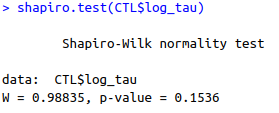 > shapiro.test(CTL$log_tau)
Shapiro-Wilk normality test
data:  CTL$log_tau
W = 0.98835, p-value = 0.1536